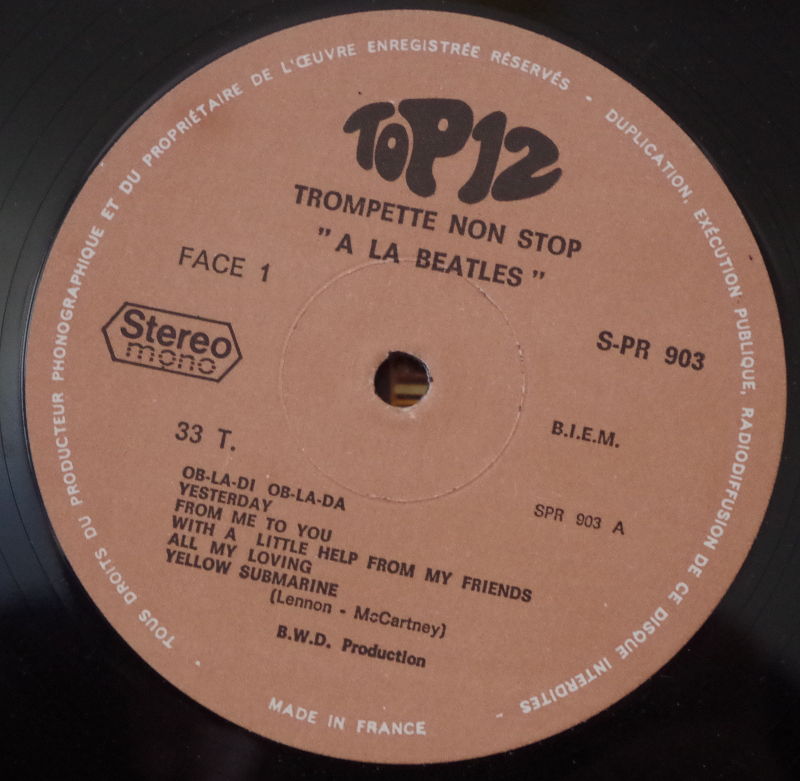 TOUS DROITS DU PRODUCTEUR PHONOGRAPHIQUE ET DU PROPRIÉTAIRE DE L'ŒUVRE ENREGISTRÉE RÉSERVÉS - DUPLICATION, EXÉCUTION PUBLIQUE, RADIODIFFUSION DE CE DISQUE INTERDITES -
TOP 12
TROMPETTE NON STOP
"A LA BEATLES"
FACE 1
Stereo
mono
S-PR 903
33 T.
B.I.E.M.
SPR 903 A
OB-LA-DI OB-LA-DA
YESTERDAY
FROM ME TO YOU
WITH A LITTLE HELP FROM MY FRIENDS
ALL MY LOVING
YELLOW SUBMARINE
(Lennon - McCartney)
B.W.D. Production
MADE IN FRANCE -